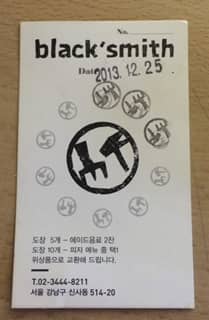 No.
black'smith
Date 2013.12.25
도장 5개 - 에이드음료 2잔
도장 10개 - 피자 메뉴 중 택1
위상품으로 교환해 드립니다.
T.02-3444-8211
서울 강남구 신사동 514-20